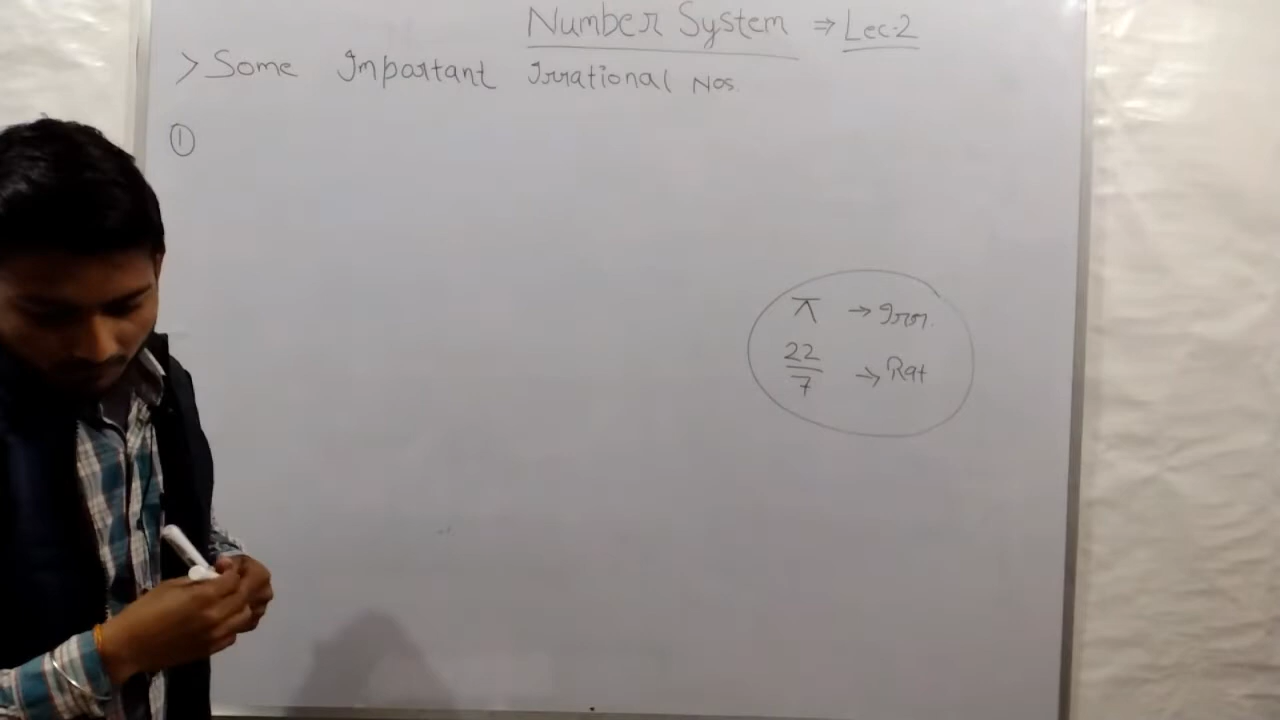 Number System ⇒ Lec-2
> Some Important Irrational Nos.
①
π → Irr.
22/7 → Rat